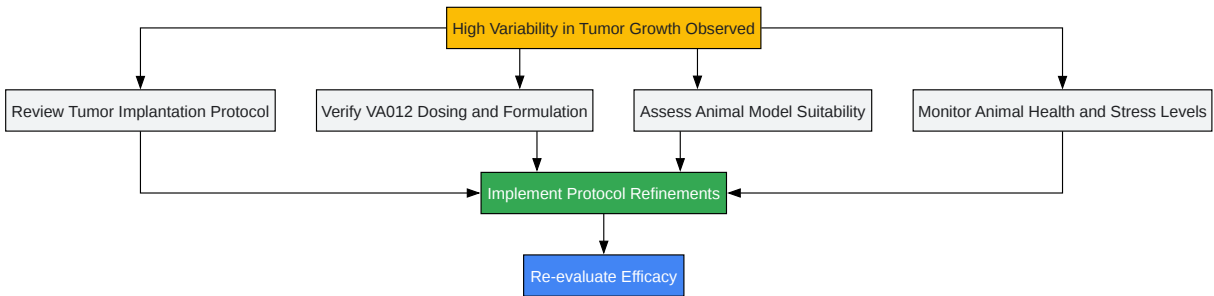 High Variability in Tumor Growth Observed
Review Tumor Implantation Protocol
Verify VA012 Dosing and Formulation
Assess Animal Model Suitability
Monitor Animal Health and Stress Levels
Implement Protocol Refinements
Re-evaluate Efficacy